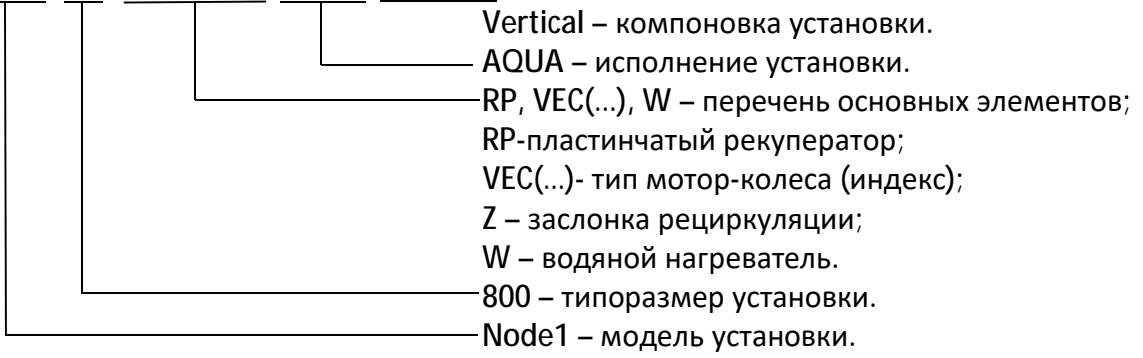 Vertical – компоновка установки.
AQUA – исполнение установки.
RP, VEC(...), W – перечень основных элементов;
RP-пластинчатый рекуператор;
VEC(...)- тип мотор-колеса (индекс);
Z – заслонка рециркуляции;
W – водяной нагреватель.
800 – типоразмер установки.
Node1 – модель установки.